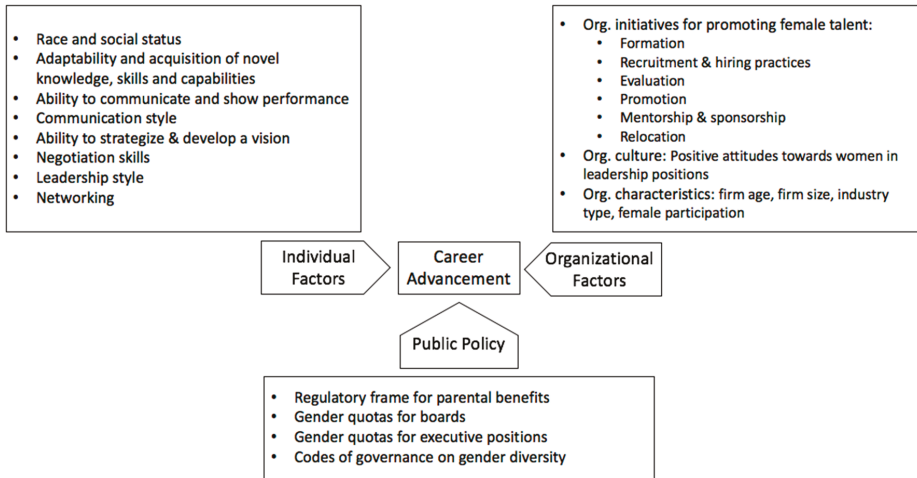 • Race and social status
• Adaptability and acquisition of novel
knowledge, skills and capabilities
• Ability to communicate and show performance
• Communication style
• Ability to strategize & develop a vision
• Negotiation skills
• Leadership style
• Networking
• Org. initiatives for promoting female talent:
• Formation
• Recruitment & hiring practices
• Evaluation
• Promotion
• Mentorship & sponsorship
• Relocation
• Org. culture: Positive attitudes towards women in
leadership positions
• Org. characteristics: firm age, firm size, industry
type, female participation
Individual
Factors
Career
Advancement
Organizational
Factors
Public Policy
• Regulatory frame for parental benefits
• Gender quotas for boards
• Gender quotas for executive positions
• Codes of governance on gender diversity